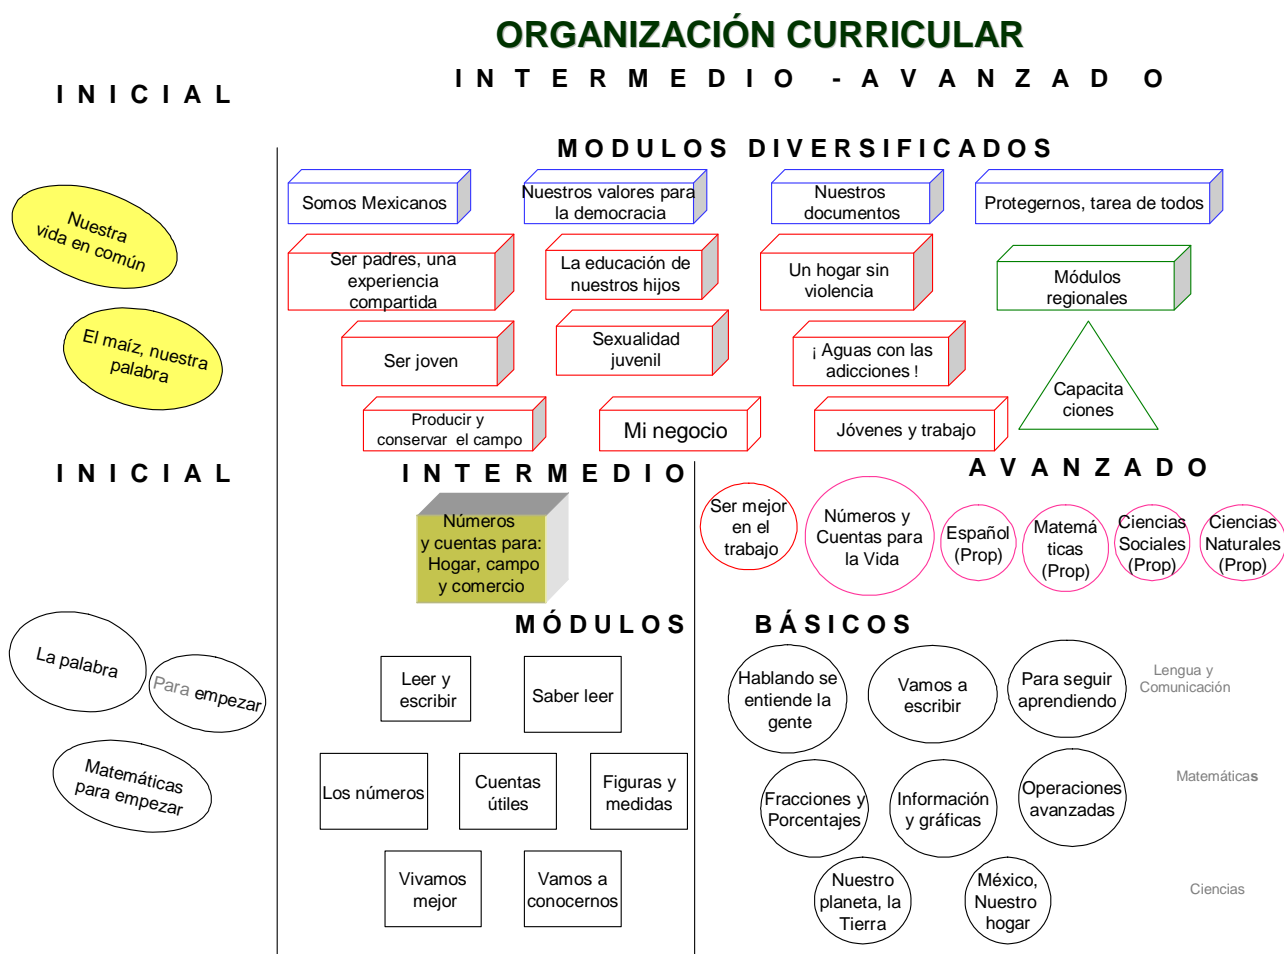 ORGANIZACIÓN CURRICULAR
INTERMEDIO - AVANZADO
INICIAL
MODULOS DIVERSIFICADOS
Nuestra
vida en común
El maíz, nuestra
palabra
Somos Mexicanos
Nuestros valores para
la democracia
Nuestros
documentos
Protegernos, tarea de todos
Ser padres, una
experiencia
compartida
La educación de
nuestros hijos
Un hogar sin
violencia
Módulos
regionales
Ser joven
Sexualidad
juvenil
¡ Aguas con las
adicciones !
Capacita
ciones
Producir y
conservar el campo
Mi negocio
Jóvenes y trabajo
INICIAL
INTERMEDIO
AVANZADO
Números
y cuentas para:
Hogar, campo
y comercio
Ser mejor
en el
trabajo
Números y
Cuentas para
la Vida
Español
(Prop)
Matemá
ticas
(Prop)
Ciencias
Sociales
(Prop)
Ciencias
Naturales
(Prop)
MÓDULOS BÁSICOS
La palabra
Para empezar
Matemáticas
para empezar
Leer y
escribir
Saber leer
Hablando se
entiende la
gente
Vamos a
escribir
Para seguir
aprendiendo
Lengua y
Comunicación
Los números
Cuentas
útiles
Figuras y
medidas
Fracciones y
Porcentajes
Información
y gráficas
Operaciones
avanzadas
Matemáticas
Vivamos
mejor
Vamos a
conocernos
Nuestro
planeta, la
Tierra
México,
Nuestro
hogar
Ciencias